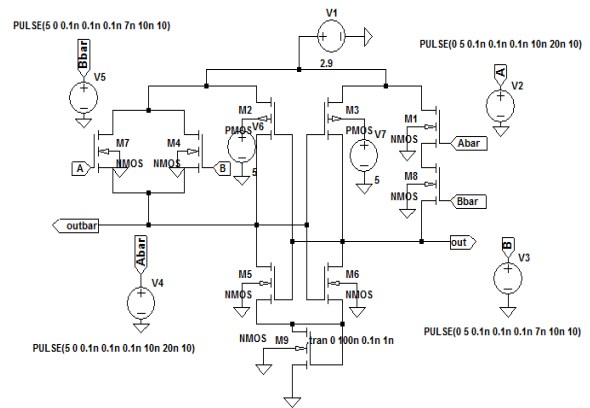 PULSE(5 0 0.1n 0.1n 0.1n 7n 10n 10)
V1
PULSE(0 5 0.1n 0.1n 0.1n 10n 20n 10)
2.9
Bbar
V5
A
V2
M2
M3
M1
PMOS
V6
PMOS
V7
NMOS
Abar
M7
M4
NMOS
NMOS
A
B
5
5
M8
NMOS
Bbar
outbar
out
Abar
V4
B
V3
M5
M6
NMOS
NMOS
NMOS
M9
.tran 0 100n 0.1n 1n
PULSE(5 0 0.1n 0.1n 0.1n 10n 20n 10)
PULSE(0 5 0.1n 0.1n 0.1n 7n 10n 10)